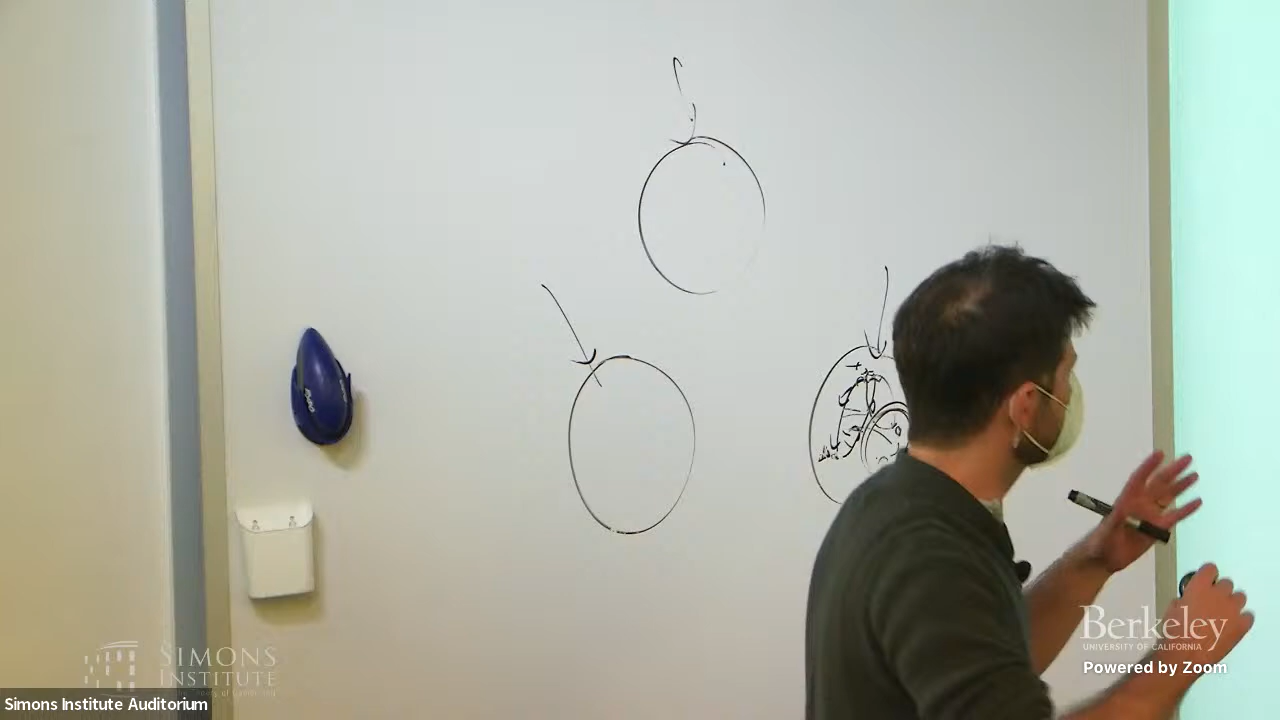 SIMONS
INSTITUTE
Berkeley
UNIVERSITY OF CALIFORNIA
Powered by Zoom
Simons Institute Auditorium